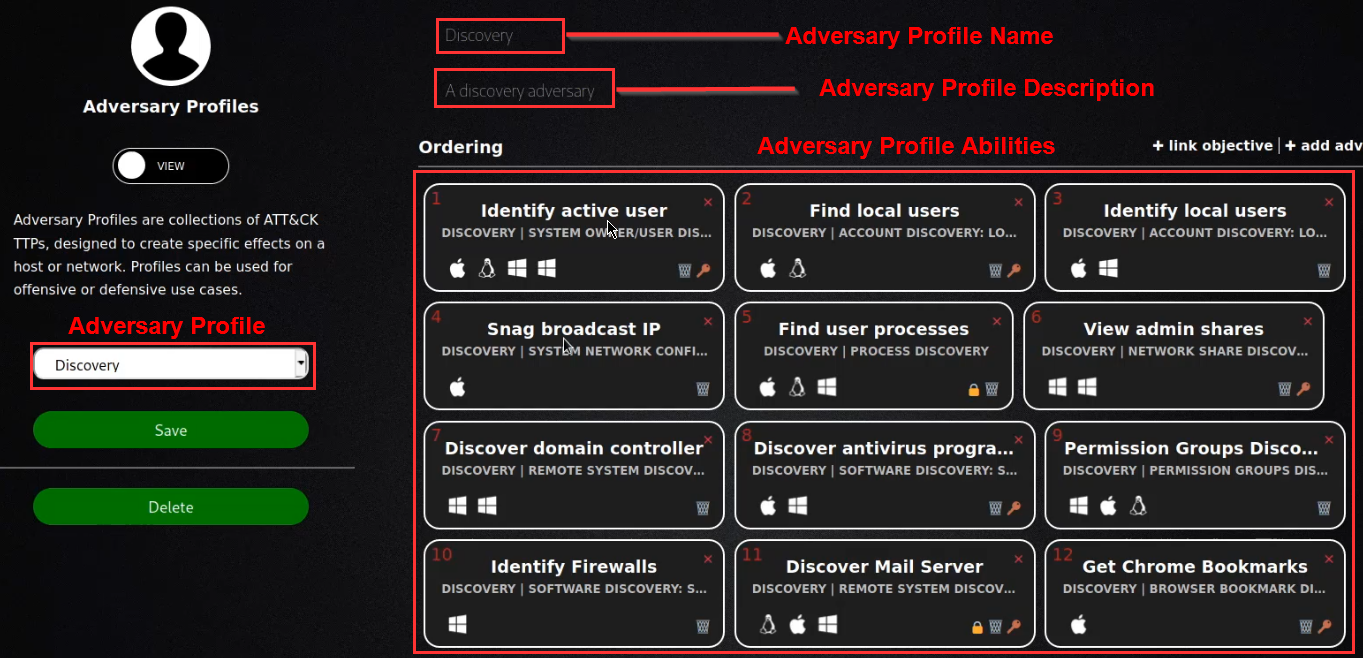 Adversary Profiles
VIEW
Adversary Profiles are collections of ATT&CK
TTPs, designed to create specific effects on a
host or network. Profiles can be used for
offensive or defensive use cases.
Adversary Profile
Discovery
Save
Delete
Discovery
Adversary Profile Name
A discovery adversary
Adversary Profile Description
Ordering
Adversary Profile Abilities
+ link objective | + add adv
1
Identify active user
x
DISCOVERY | SYSTEM OWNER/USER DIS...
2
Find local users
x
DISCOVERY | ACCOUNT DISCOVERY: LO...
3
Identify local users
x
DISCOVERY | ACCOUNT DISCOVERY: LO...
4
Snag broadcast IP
x
DISCOVERY | SYSTEM NETWORK CONFI...
5
Find user processes
x
DISCOVERY | PROCESS DISCOVERY
6
View admin shares
x
DISCOVERY | NETWORK SHARE DISCOV...
7
Discover domain controller
x
DISCOVERY | REMOTE SYSTEM DISCOV...
8
Discover antivirus progra...
x
DISCOVERY | SOFTWARE DISCOVERY: S...
9
Permission Groups Disco...
x
DISCOVERY | PERMISSION GROUPS DIS...
10
Identify Firewalls
x
DISCOVERY | SOFTWARE DISCOVERY: S...
11
Discover Mail Server
x
DISCOVERY | REMOTE SYSTEM DISCOV...
12
Get Chrome Bookmarks
x
DISCOVERY | BROWSER BOOKMARK DI...